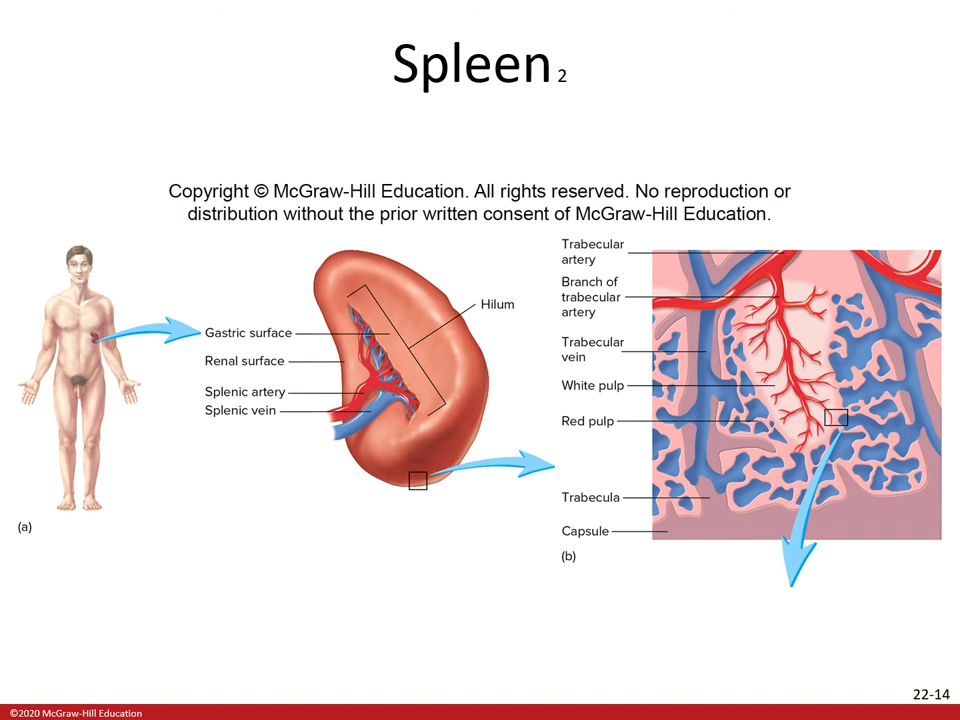 Spleen 2
Copyright © McGraw-Hill Education. All rights reserved. No reproduction or
distribution without the prior written consent of McGraw-Hill Education.
Gastric surface
Renal surface
Splenic artery
Splenic vein
Hilum
(a)
Trabecular
artery
Branch of
trabecular
artery
Trabecular
vein
White pulp
Red pulp
Trabecula
Capsule
(b)
22-14
©2020 McGraw-Hill Education